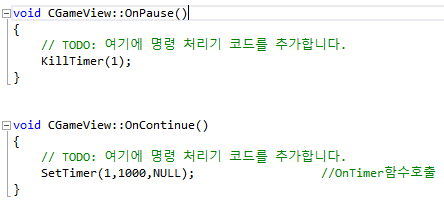 void CGameView::OnPause()
{
// TODO: 여기에 명령 처리기 코드를 추가합니다.
KillTimer(1);
}
void CGameView::OnContinue()
{
// TODO: 여기에 명령 처리기 코드를 추가합니다.
SetTimer(1,1000,NULL); //OnTimer함수호출
}